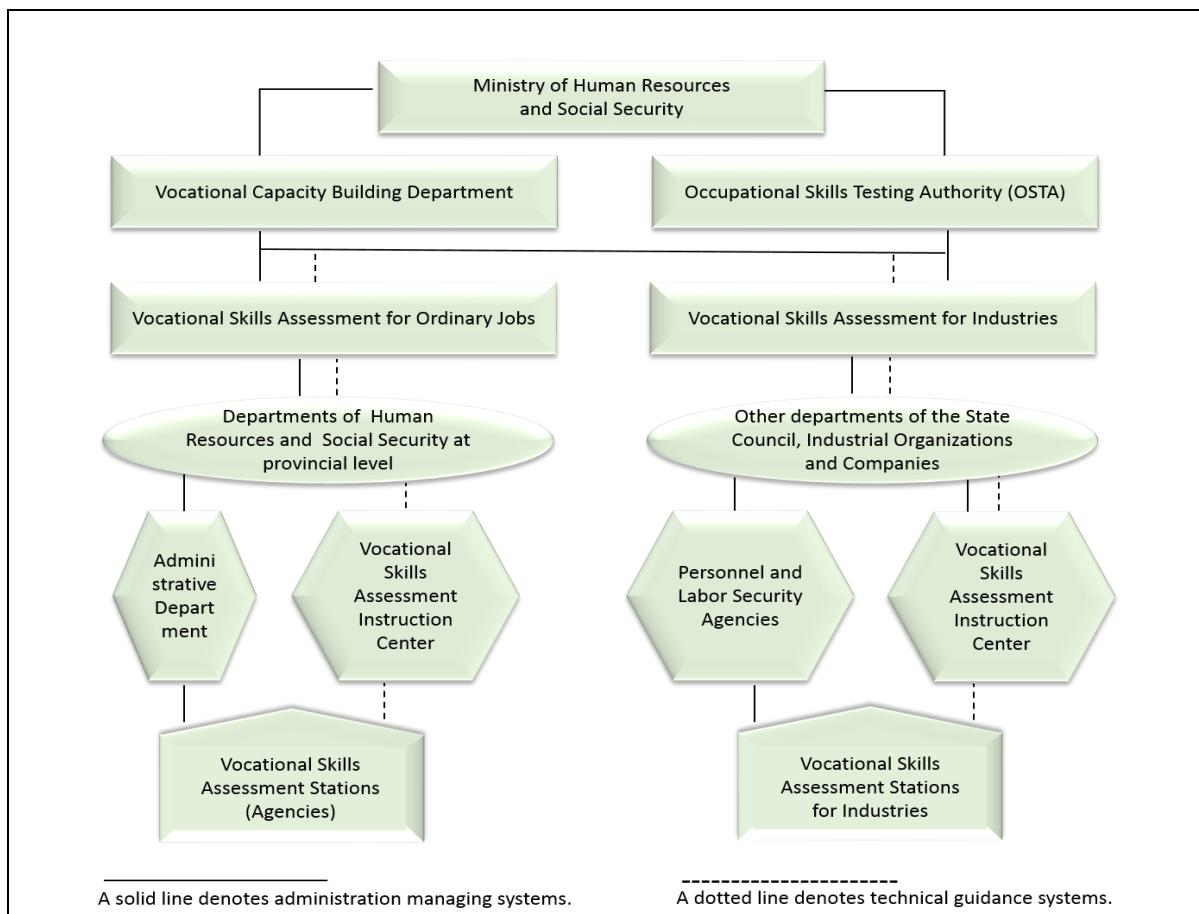 Ministry of Human Resources
and Social Security
Vocational Capacity Building Department
Occupational Skills Testing Authority (OSTA)
Vocational Skills Assessment for Ordinary Jobs
Vocational Skills Assessment for Industries
Departments of  Human
Resources and  Social Security at
provincial level
Other departments of the State
Council, Industrial Organizations
and Companies
Admini
strative
Depart
ment
Vocational
Skills
Assessment
Instruction
Center
Personnel and
Labor Security
Agencies
Vocational
Skills
Assessment
Instruction
Center
Vocational Skills
Assessment Stations
(Agencies)
Vocational Skills
Assessment Stations
for Industries
A solid line denotes administration managing systems.
A dotted line denotes technical guidance systems.